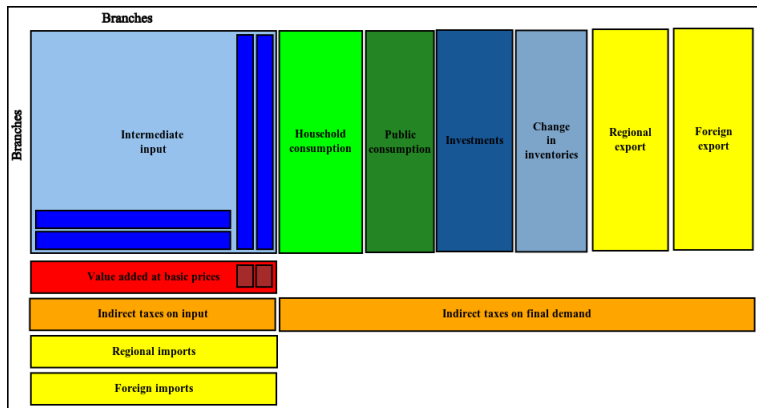 Branches
Branches
Intermediate
input
Household
consumption
Public
consumption
Investments
Change
in
inventories
Regional
export
Foreign
export
Value added at basic prices
Indirect taxes on input
Indirect taxes on final demand
Regional imports
Foreign imports